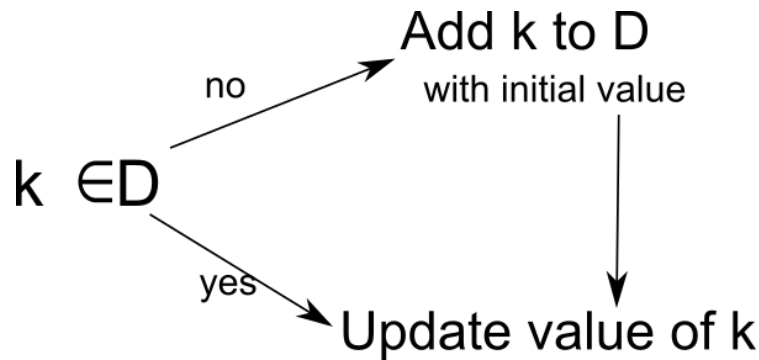 Add k to D
no
with initial value
k ∈D
yes
Update value of k